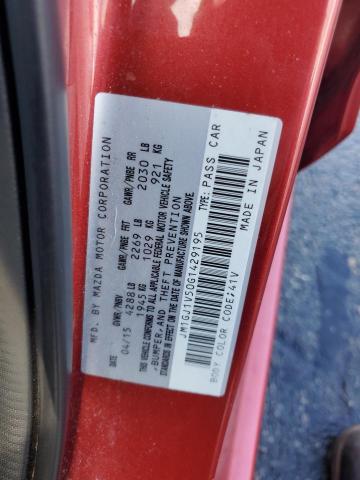 MFD. BY MAZDA MOTOR CORPORATION
GVWR/PNBV GAWR/PNBE FRT GAWR/PNBE RR
04/15 4288 LB 2269 LB 2030 LB
1945 KG 1029 KG 921 KG
THIS VEHICLE CONFORMS TO ALL APPLICABLE FEDERAL MOTOR VEHICLE SAFETY
, BUMPER, AND THEFT PREVENTION
STANDARDS IN EFFECT ON THE DATE OF MANUFACTURE SHOWN ABOVE.
JM1GJ1V50G1429195 TYPE: PASS CAR
BODY COLOR CODE: 41V MADE IN JAPAN